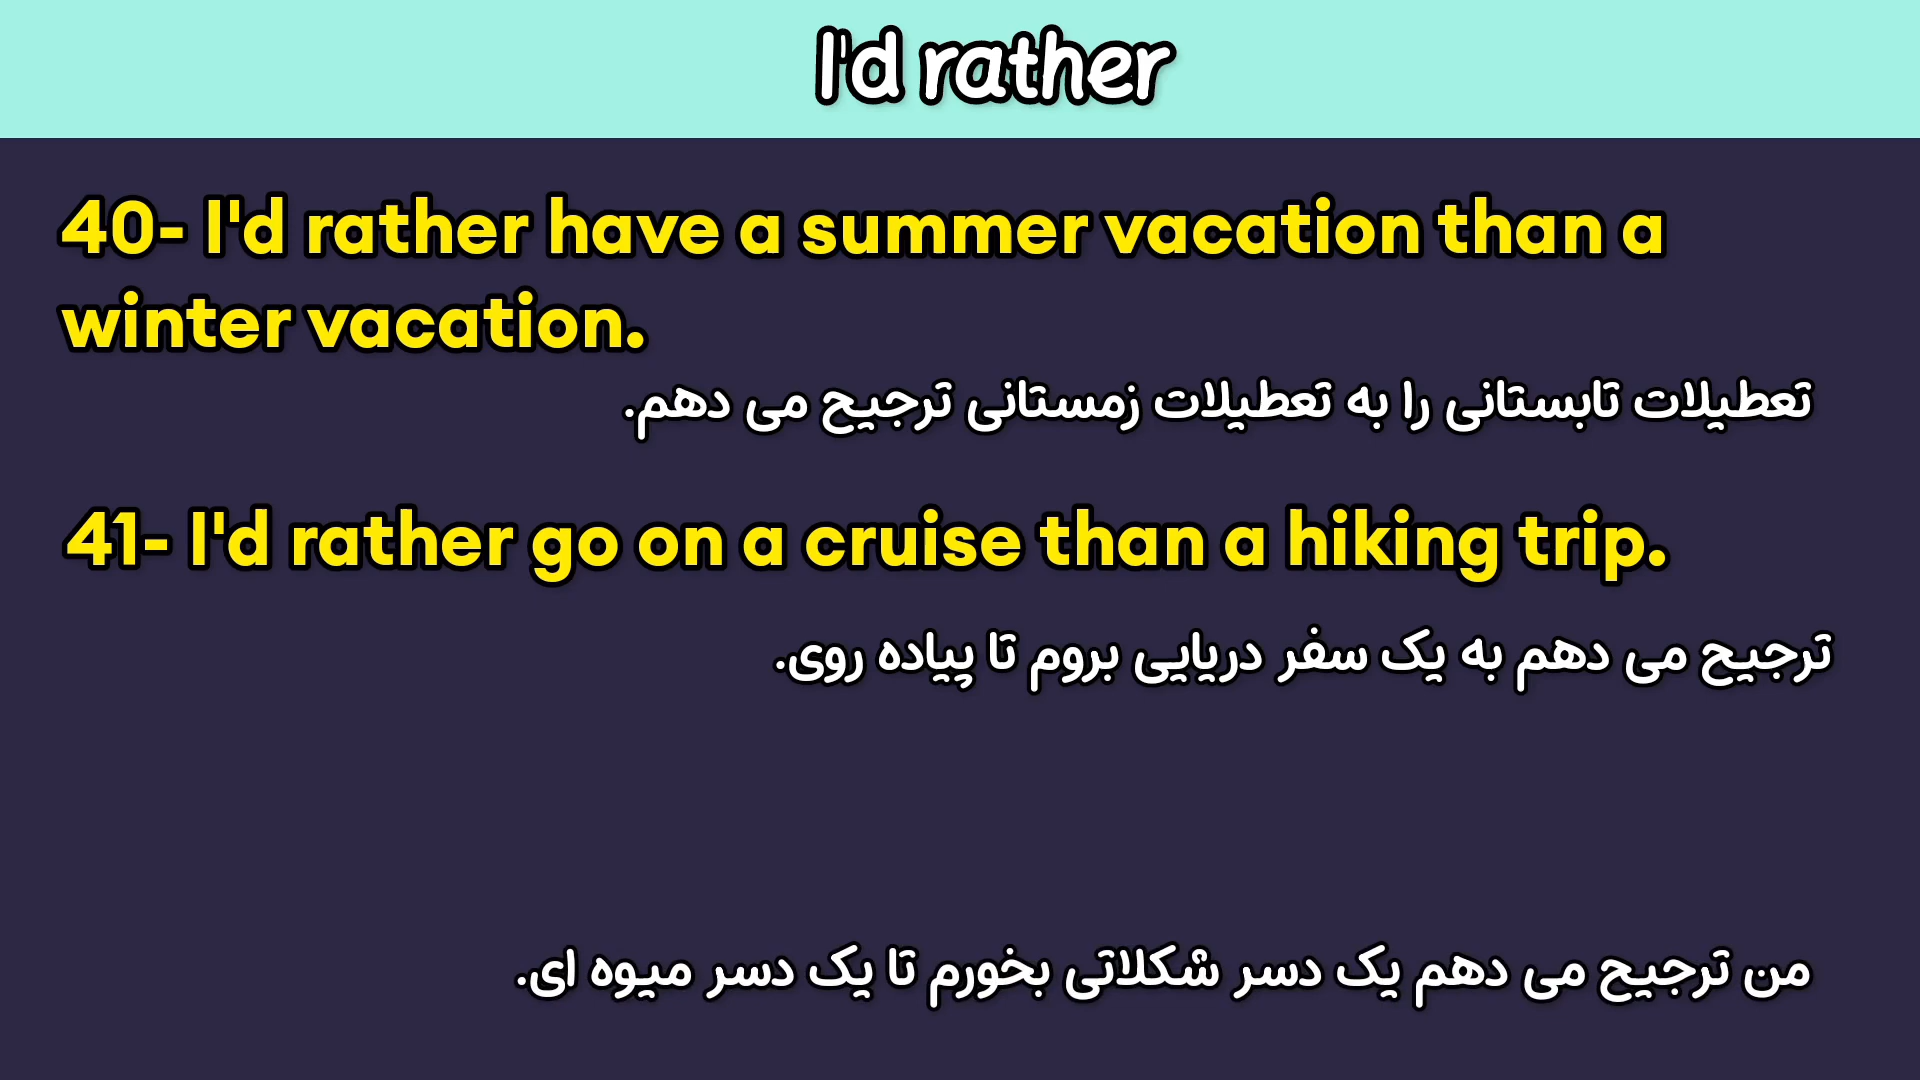 I'd rather
40- I'd rather have a summer vacation than a
winter vacation.
تعطیلات تابستانی را به تعطیلات زمستانی ترجیح می دهم.
41- I'd rather go on a cruise than a hiking trip.
ترجیح می دهم به یک سفر دریایی بروم تا پیاده روی.
من ترجیح می دهم یک دسر شکلاتی بخورم تا یک دسر میوه ای.